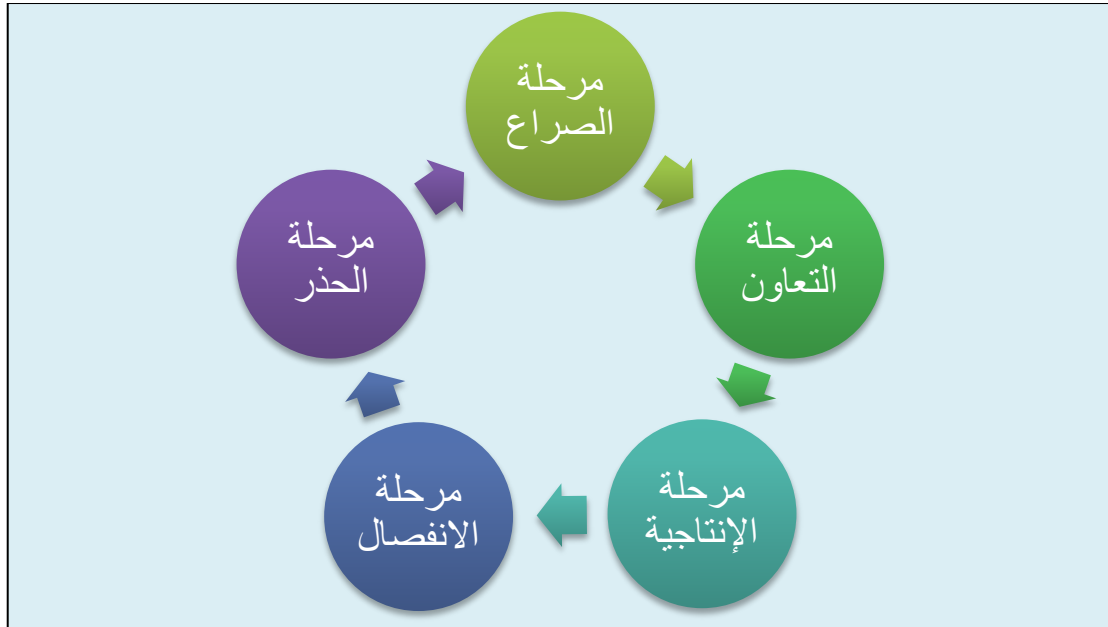 مرحلة
الصراع
مرحلة
التعاون
مرحلة
الإنتاجية
مرحلة
الانفصال
مرحلة
الحذر